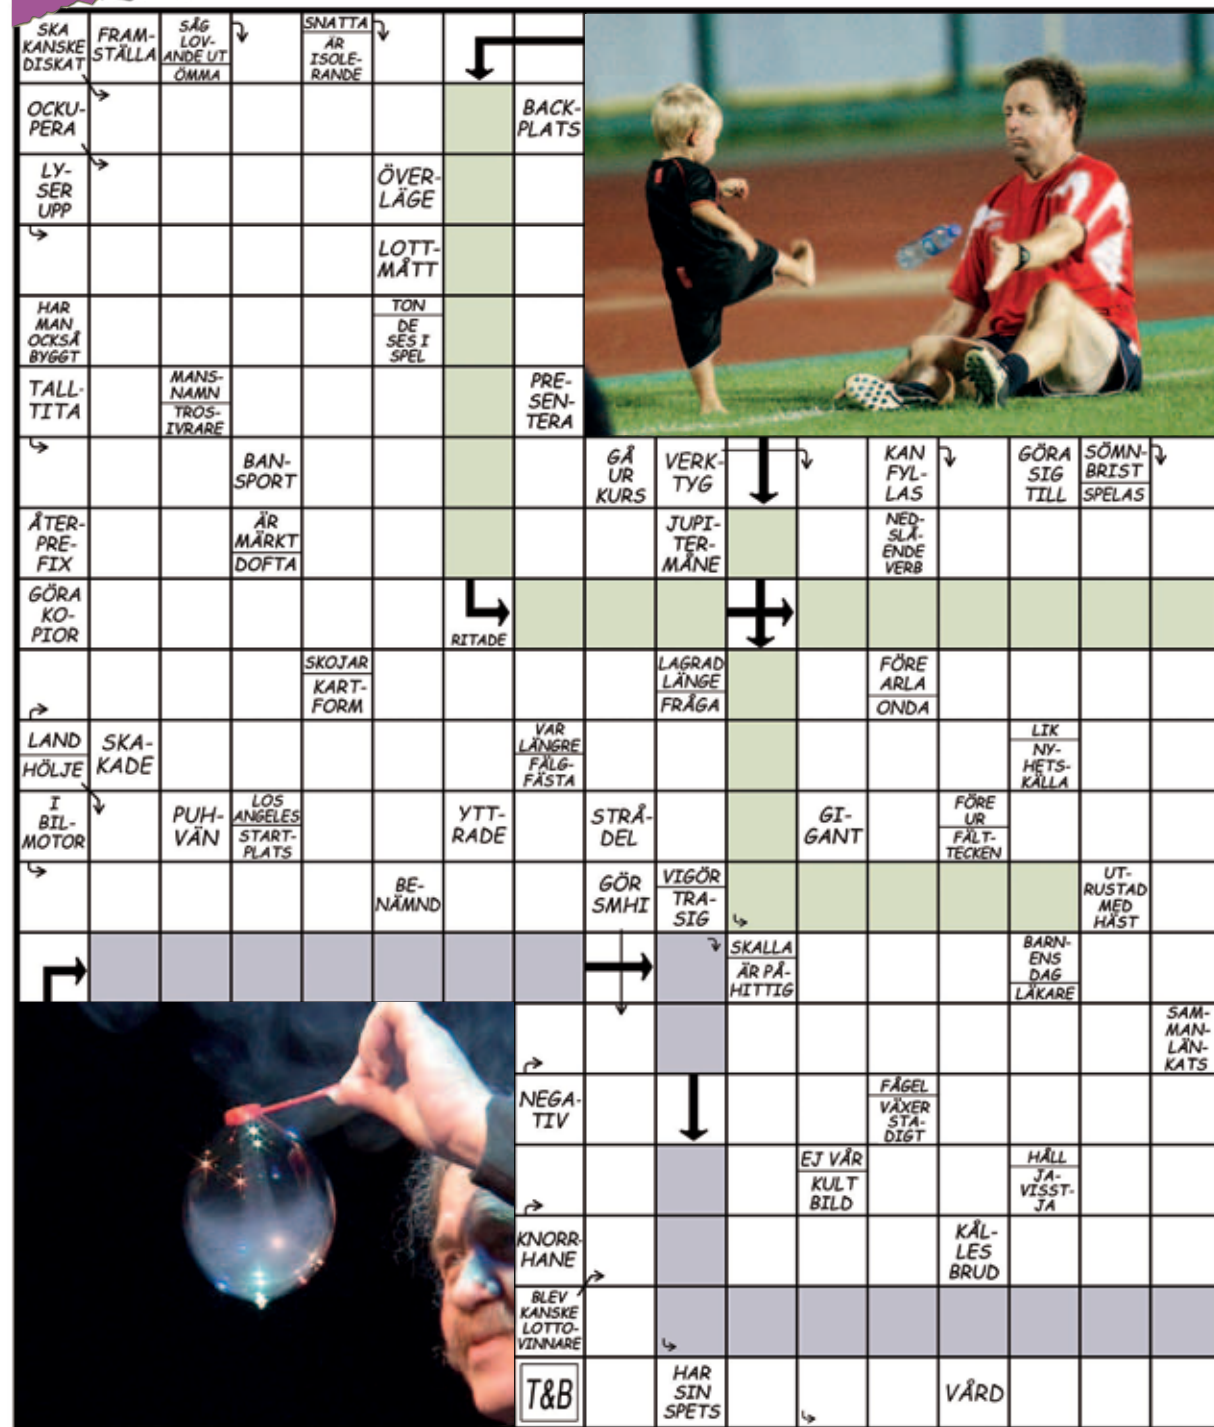 SKA
KANSKE
DISKAT
FRAM-
STÄLLA
SÅG
LOV-
ANDE UT
ÖMMA
SNATTA
ÄR
ISOLE-
RANDE
OCKU-
PERA
BACK-
PLATS
LY-
SER
UPP
ÖVER-
LÄGE
LOTT-
MÅTT
HAR
MAN
OCKSÅ
BYGGT
TON
DE
SES I
SPEL
TALL-
TITA
MANS-
NAMN
TROS-
IVRARE
PRE-
SEN-
TERA
BAN-
SPORT
GÅ
UR
KURS
VERK-
TYG
KAN
FYL-
LAS
GÖRA
SIG
TILL
SÖMN-
BRIST
SPELAS
ÅTER-
PRE-
FIX
ÄR
MÄRKT
DOFTA
JUPI-
TER-
MÅNE
NED-
SLÅ-
ENDE
VERB
GÖRA
KO-
PIOR
RITADE
SKOJAR
KART-
FORM
LAGRAD
LÄNGE
FRÅGA
FÖRE
ARLA
ONDA
LAND
HÖLJE
SKA-
KADE
VAR
LÄNGRE
FÄLG-
FÄSTA
LIK
NY-
HETS-
KÄLLA
I
BIL-
MOTOR
PUH-
VÄN
LOS
ANGELES
START-
PLATS
YTT-
RADE
STRÅ-
DEL
GI-
GANT
FÖRE
UR
FÄLT-
TECKEN
BE-
NÄMND
GÖR
SMHI
VIGÖR
TRA-
SIG
UT-
RUSTAD
MED
HÄST
SKALLA
ÄR PÅ-
HITTIG
BARN-
ENS
DAG
LÄKARE
SAM-
MAN-
LÄN-
KATS
NEGA-
TIV
FÅGEL
VÄXER
STA-
DIGT
EJ VÅR
KULT
BILD
HÅLL
JA-
VISST-
JA
KNORR-
HANE
KÅL-
LES
BRUD
BLEV
KANSKE
LOTTO-
VINNARE
T&B
HAR
SIN
SPETS
VÅRD